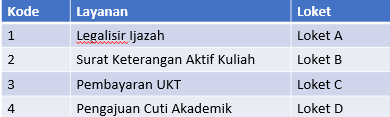 Kode Layanan Loket
1 Legalisir Ijazah Loket A
2 Surat Keterangan Aktif Kuliah Loket B
3 Pembayaran UKT Loket C
4 Pengajuan Cuti Akademik Loket D